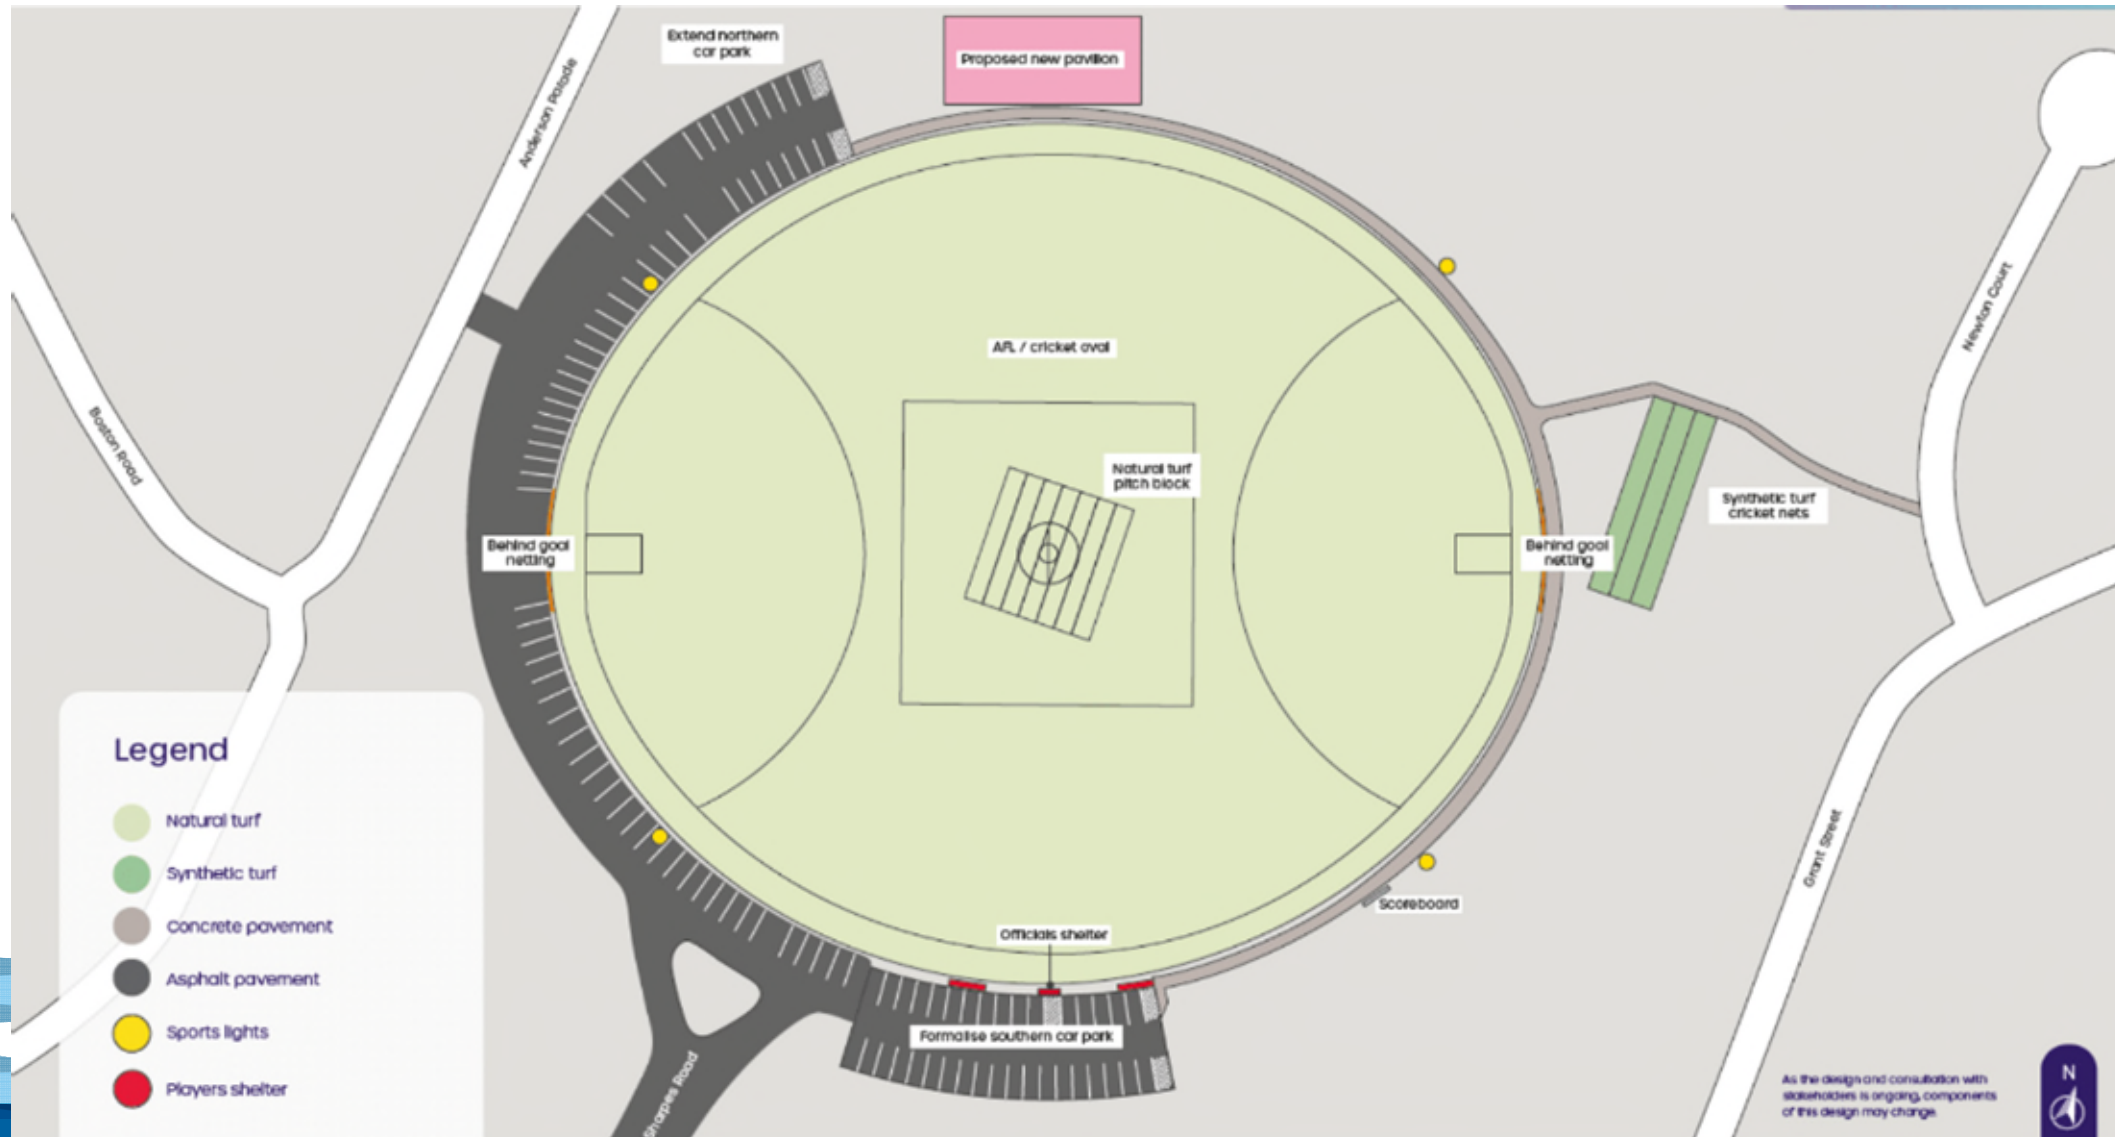 Extend northern
car park
Proposed new pavilion
Anderson Parade
Newton Court
AFL / cricket oval
Boston Road
Natural turf
pitch block
Synthetic turf
cricket nets
Behind goal
netting
Behind goal
netting
Legend
Natural turf
Synthetic turf
Concrete pavement
Asphalt pavement
Sports lights
Players shelter
Grant Street
Scoreboard
Officials shelter
Formalise southern car park
Sharpes Road
As the design and consultation with
stakeholders is ongoing, components
of this design may change.
N